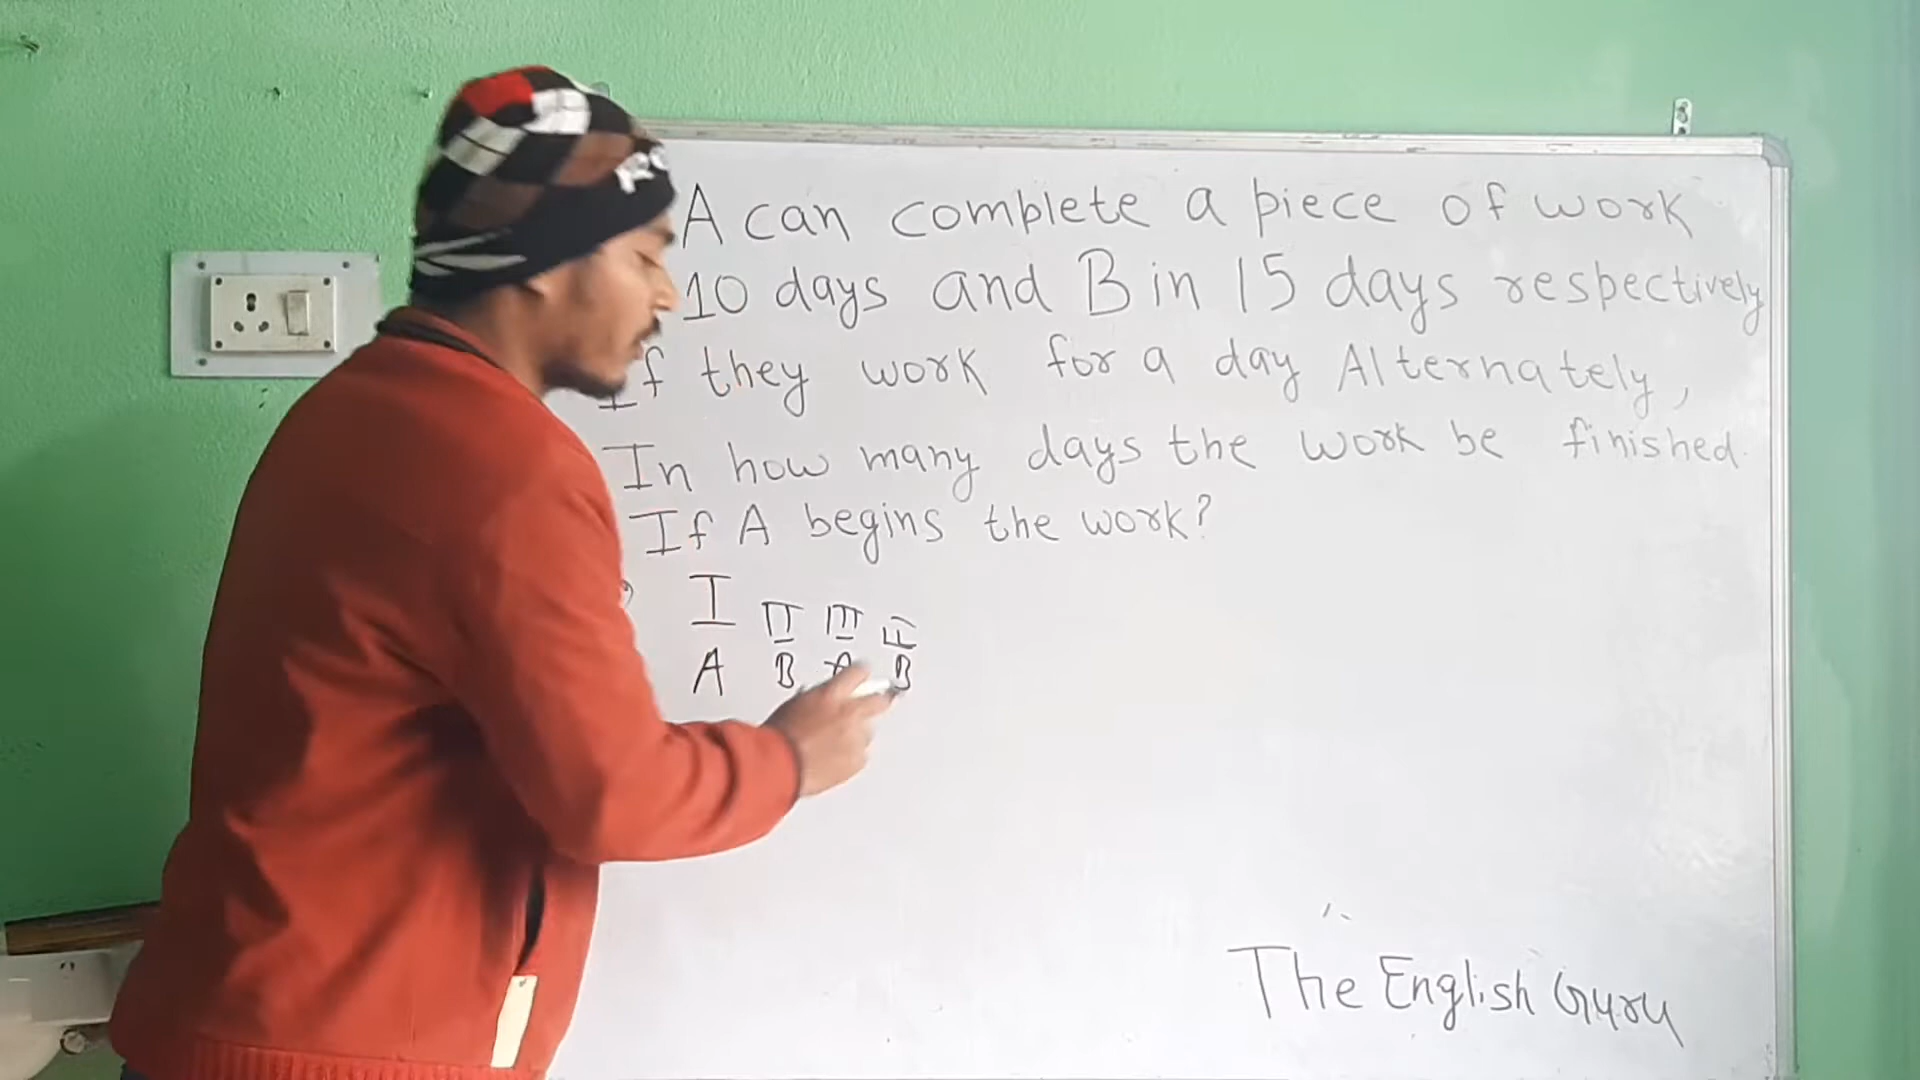 A can complete a piece of work
10 days and B in 15 days respectively
If they work for a day Alternately,
In how many days the work be finished.
If A begins the work?
I II III IV
A B A B
The English Guru